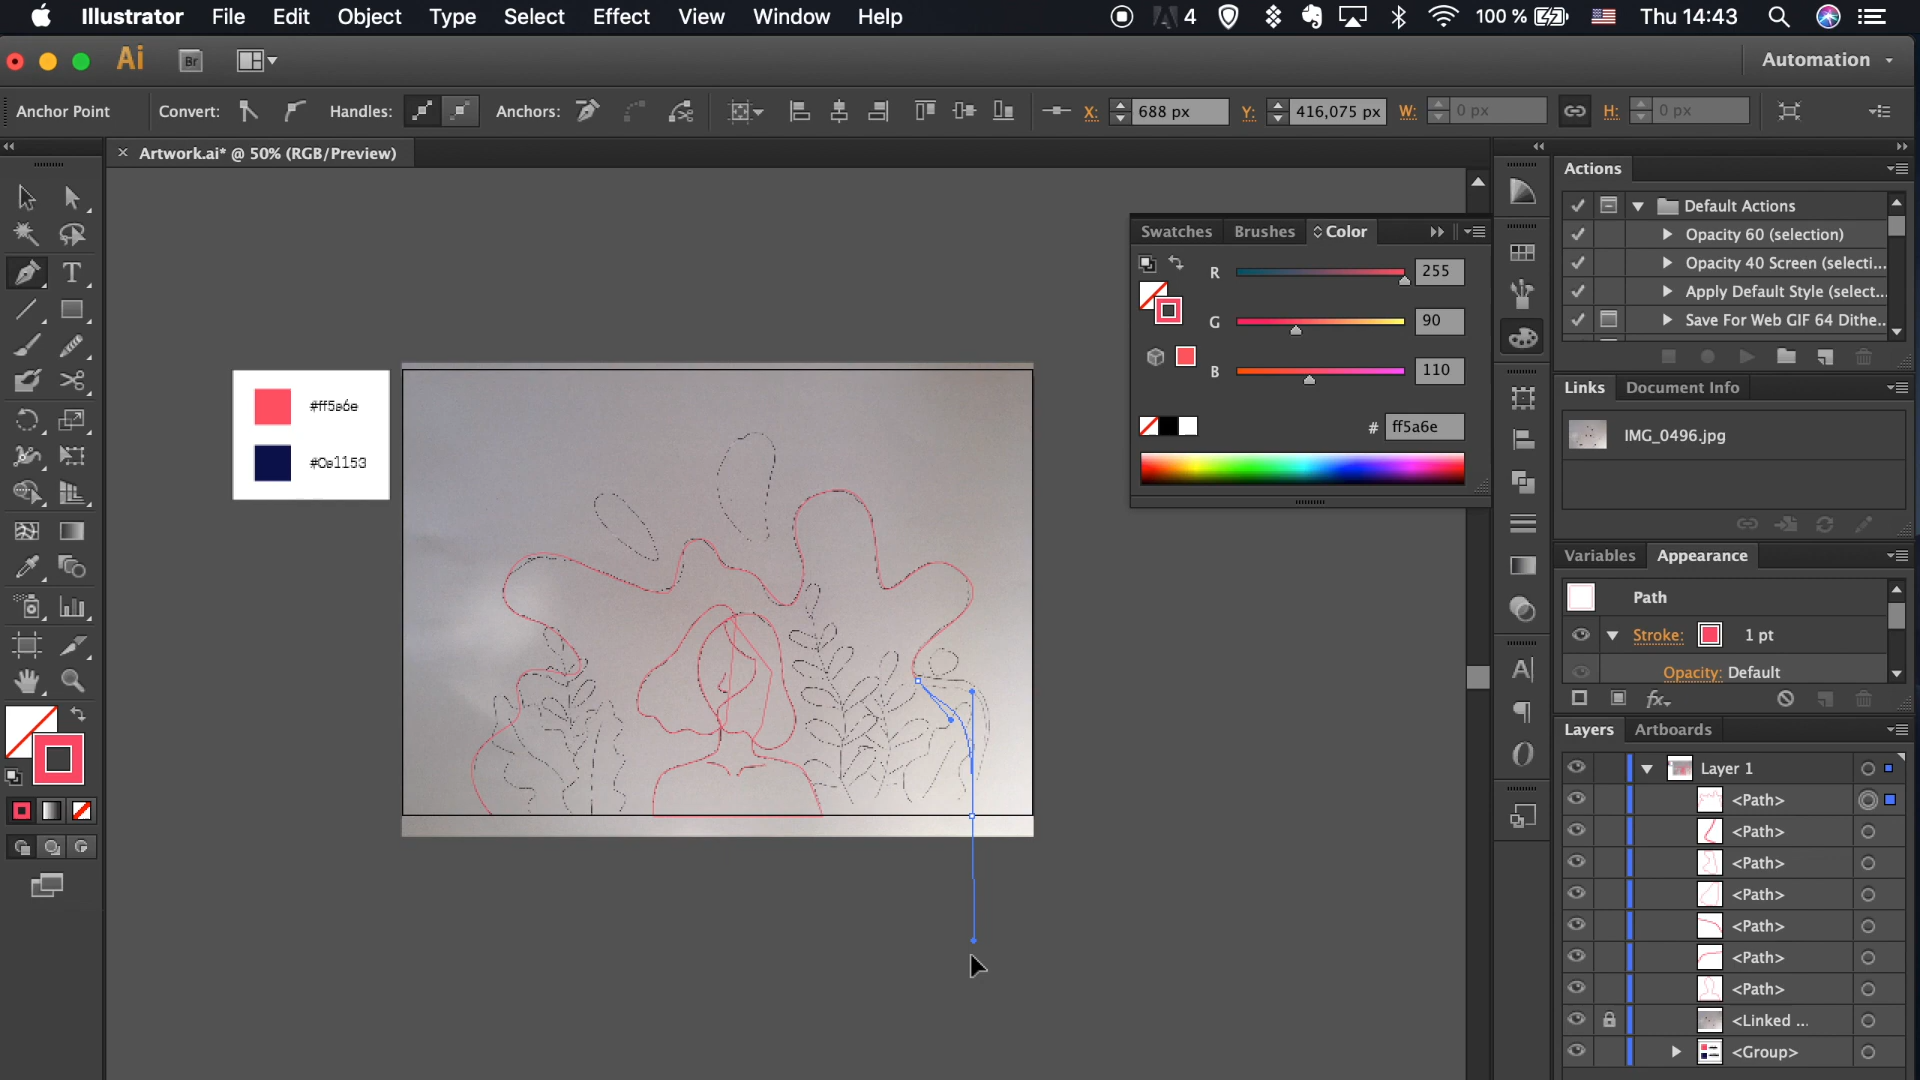 Illustrator File Edit Object Type Select Effect View Window Help 4 100 % Thu 14:43
Ai Br Automation
Anchor Point Convert: Handles: Anchors: X: 688 px Y: 416,075 px W: 0 px H: 0 px
× Artwork.ai* @ 50% (RGB/Preview)
Actions
Default Actions
Opacity 60 (selection)
Opacity 40 Screen (selecti...
Apply Default Style (select...
Save For Web GIF 64 Dithe...
Swatches Brushes Color
R 255
G 90
B 110
# ff5a6e
#ff5a6e
#0a1153
Links Document Info
IMG_0496.jpg
Variables Appearance
Path
Stroke: 1 pt
Opacity: Default
fx
Layers Artboards
Layer 1
<Path>
<Path>
<Path>
<Path>
<Path>
<Path>
<Path>
<Linked ...
<Group>